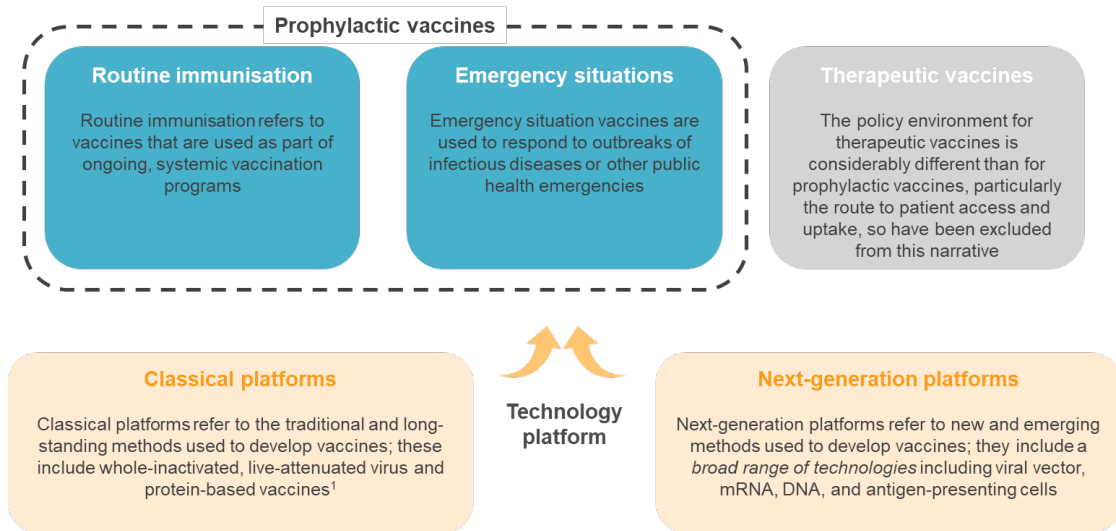 Prophylactic vaccines
Routine immunisation
Routine immunisation refers to
vaccines that are used as part of
ongoing, systemic vaccination
programs
Emergency situations
Emergency situation vaccines are
used to respond to outbreaks of
infectious diseases or other public
health emergencies
Therapeutic vaccines
The policy environment for
therapeutic vaccines is
considerably different than for
prophylactic vaccines, particularly
the route to patient access and
uptake, so have been excluded
from this narrative
Classical platforms
Classical platforms refer to the traditional and long-
standing methods used to develop vaccines; these
include whole-inactivated, live-attenuated virus and
protein-based vaccines¹
Technology
platform
Next-generation platforms
Next-generation platforms refer to new and emerging
methods used to develop vaccines; they include a
broad range of technologies including viral vector,
mRNA, DNA, and antigen-presenting cells